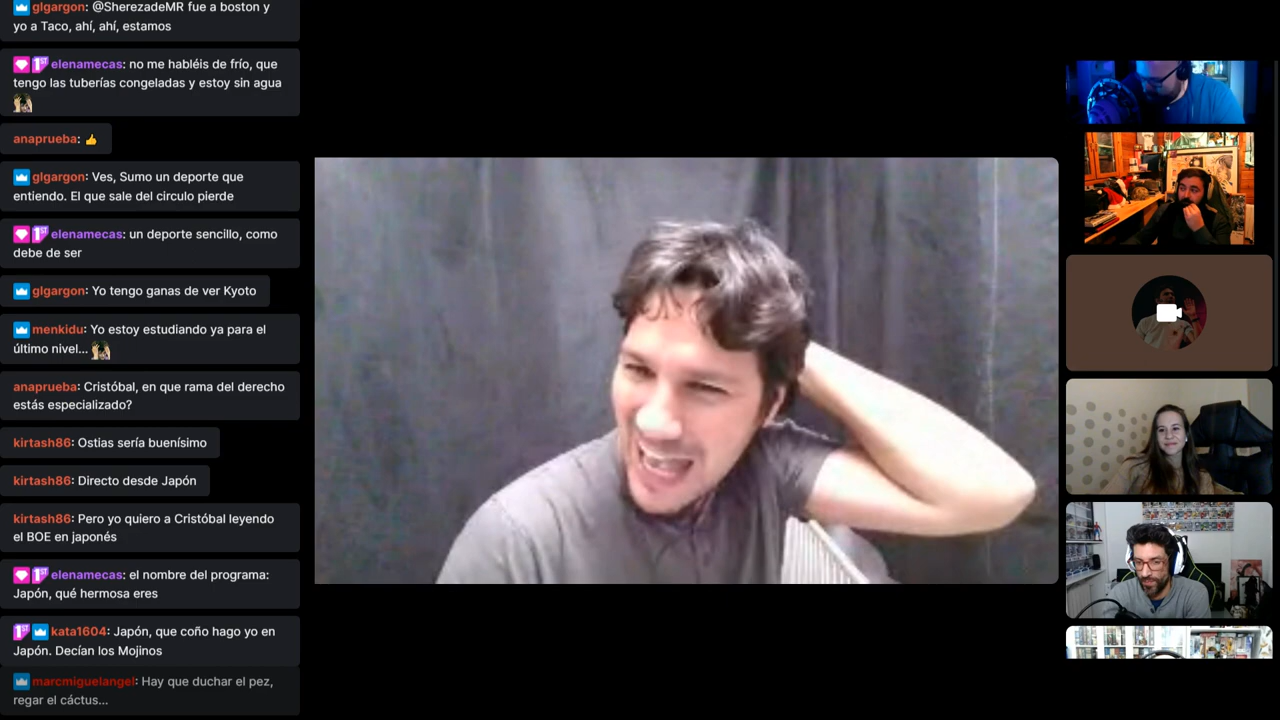 glgargon: @SherezadeMR fue a boston y
yo a Taco, ahí, ahí, estamos
1ST elenamecas: no me habléis de frío, que
tengo las tuberías congeladas y estoy sin agua
anaprueba: 👍
glgargon: Ves, Sumo un deporte que
entiendo. El que sale del circulo pierde
1ST elenamecas: un deporte sencillo, como
debe de ser
glgargon: Yo tengo ganas de ver Kyoto
menkidu: Yo estoy estudiando ya para el
último nivel...
anaprueba: Cristóbal, en que rama del derecho
estás especializado?
kirtash86: Ostias sería buenísimo
kirtash86: Directo desde Japón
kirtash86: Pero yo quiero a Cristóbal leyendo
el BOE en japonés
1ST elenamecas: el nombre del programa:
Japón, qué hermosa eres
1ST kata1604: Japón, que coño hago yo en
Japón. Decían los Mojinos
marcmiguelangel: Hay que duchar el pez,
regar el cáctus...